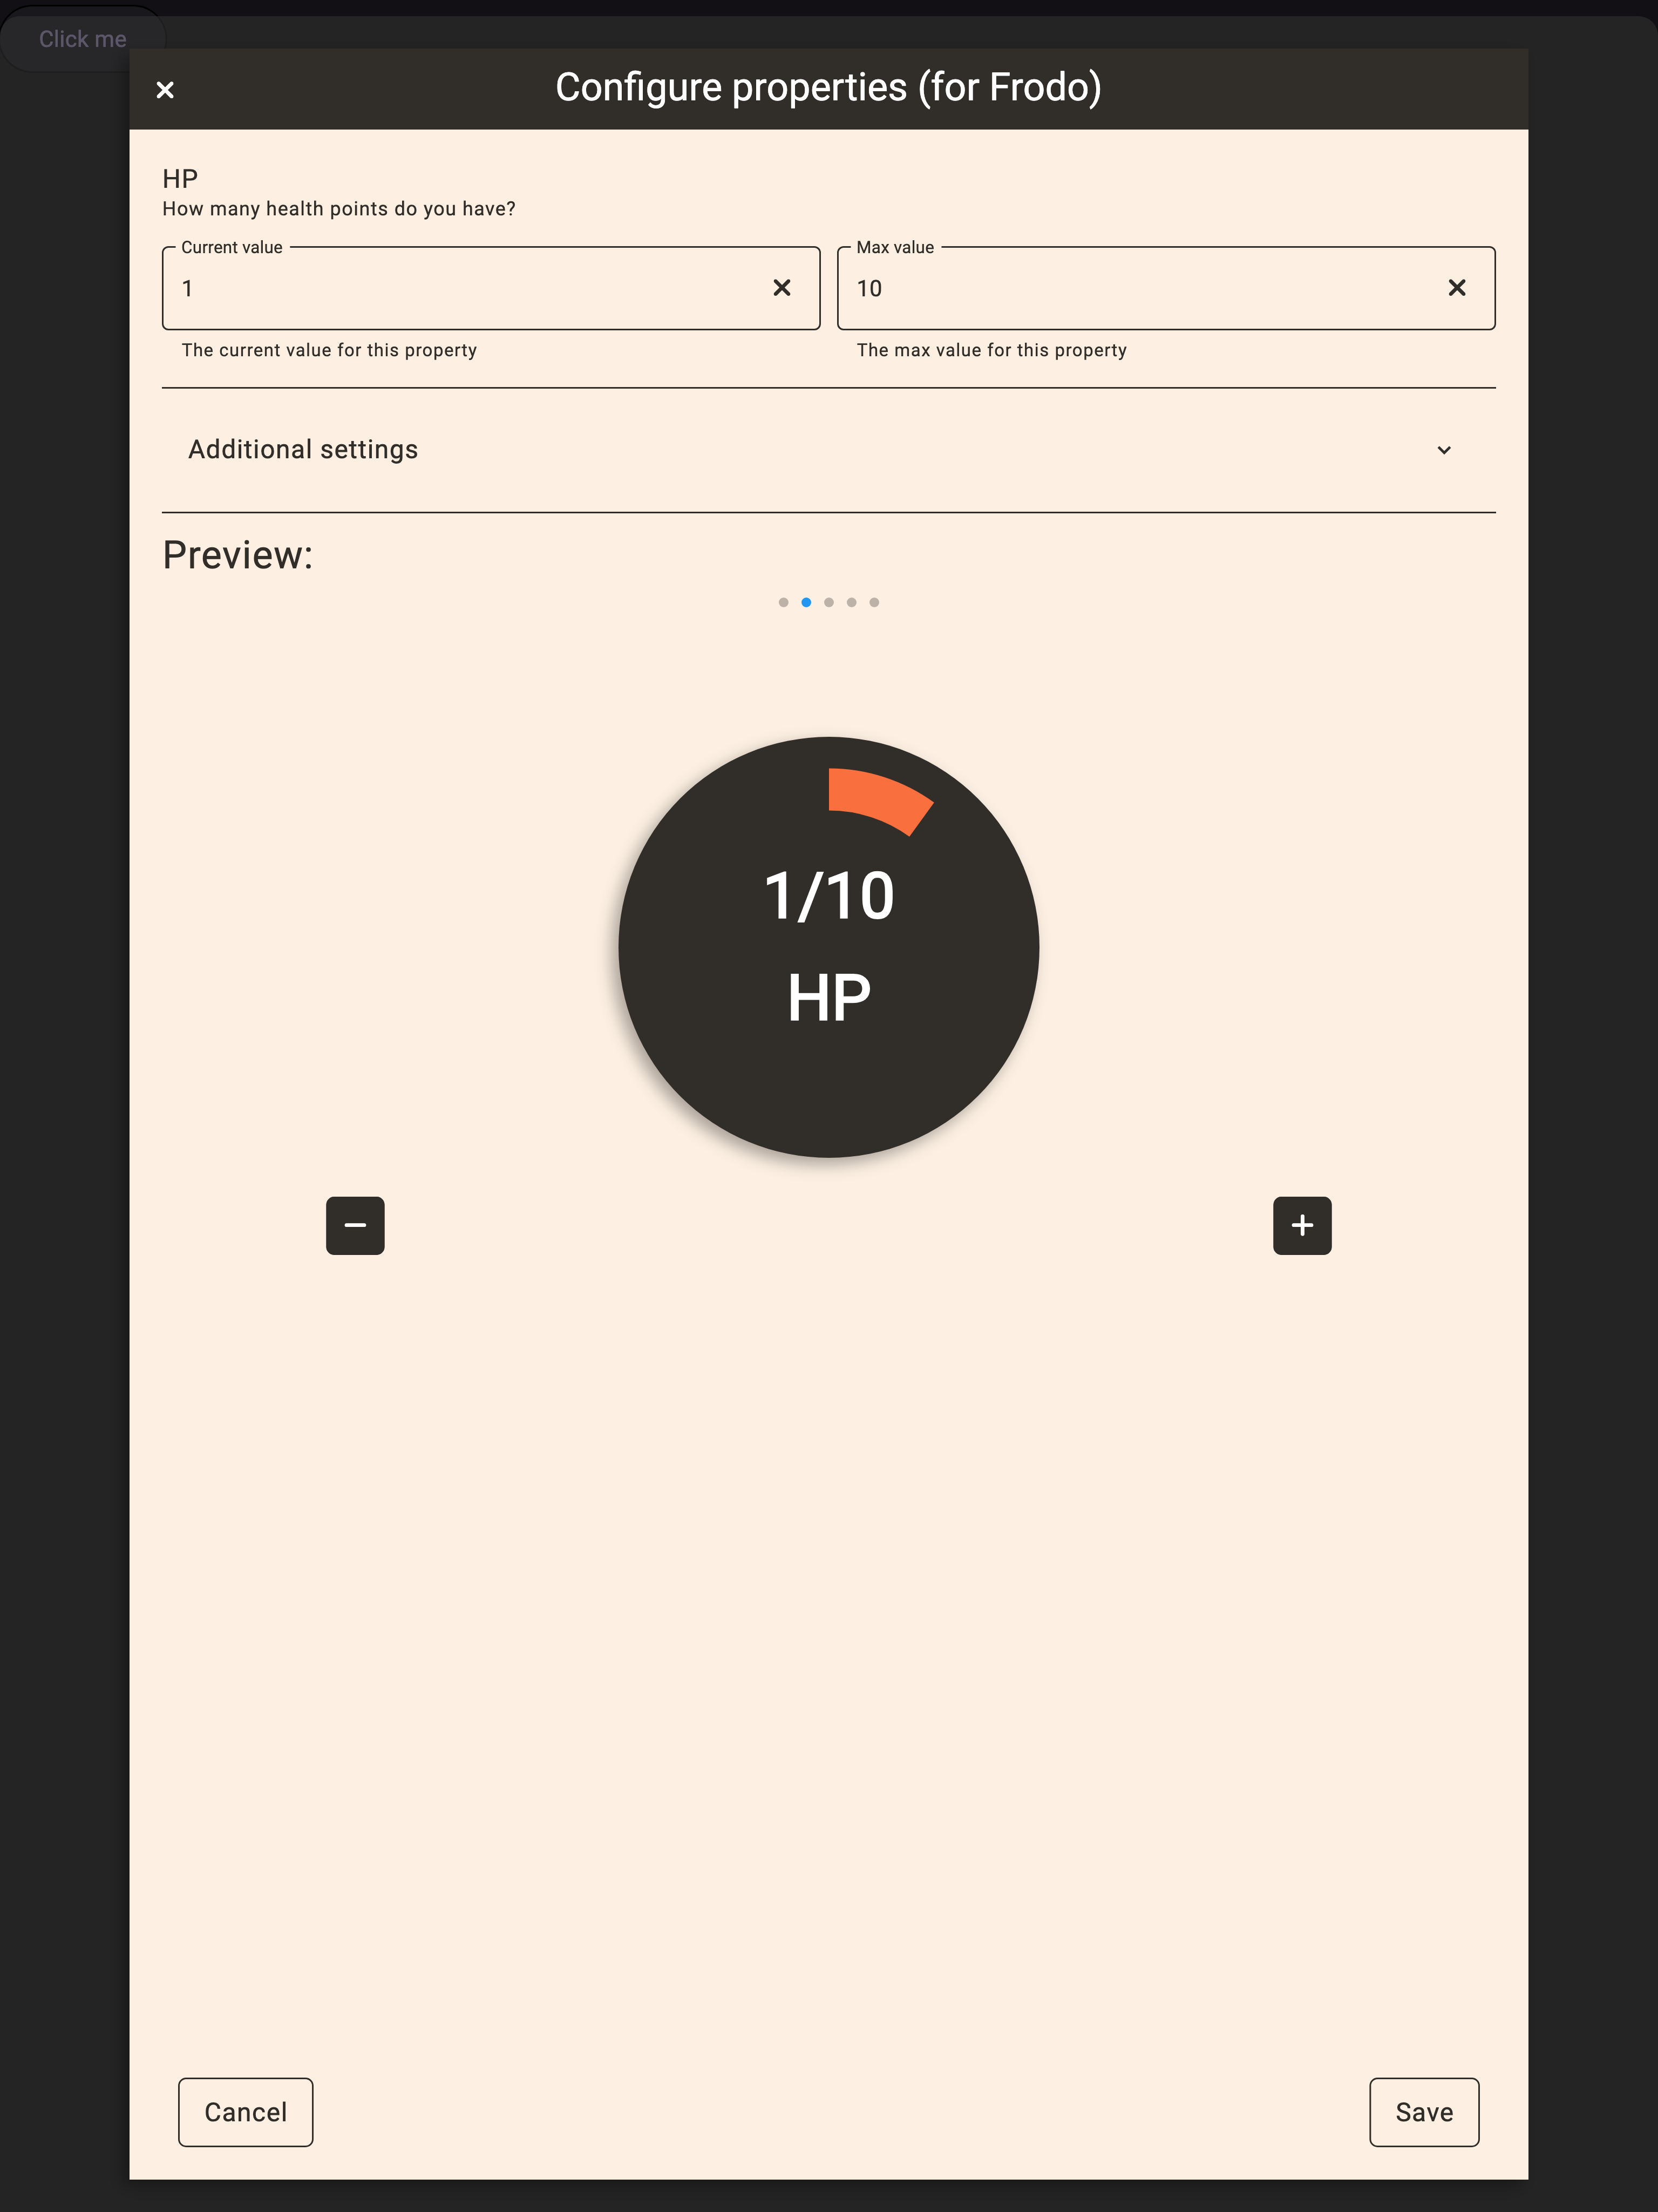 Click me
Configure properties (for Frodo)
HP
How many health points do you have?
Current value
1
The current value for this property
Max value
10
The max value for this property
Additional settings
Preview:
1/10
HP
Cancel
Save